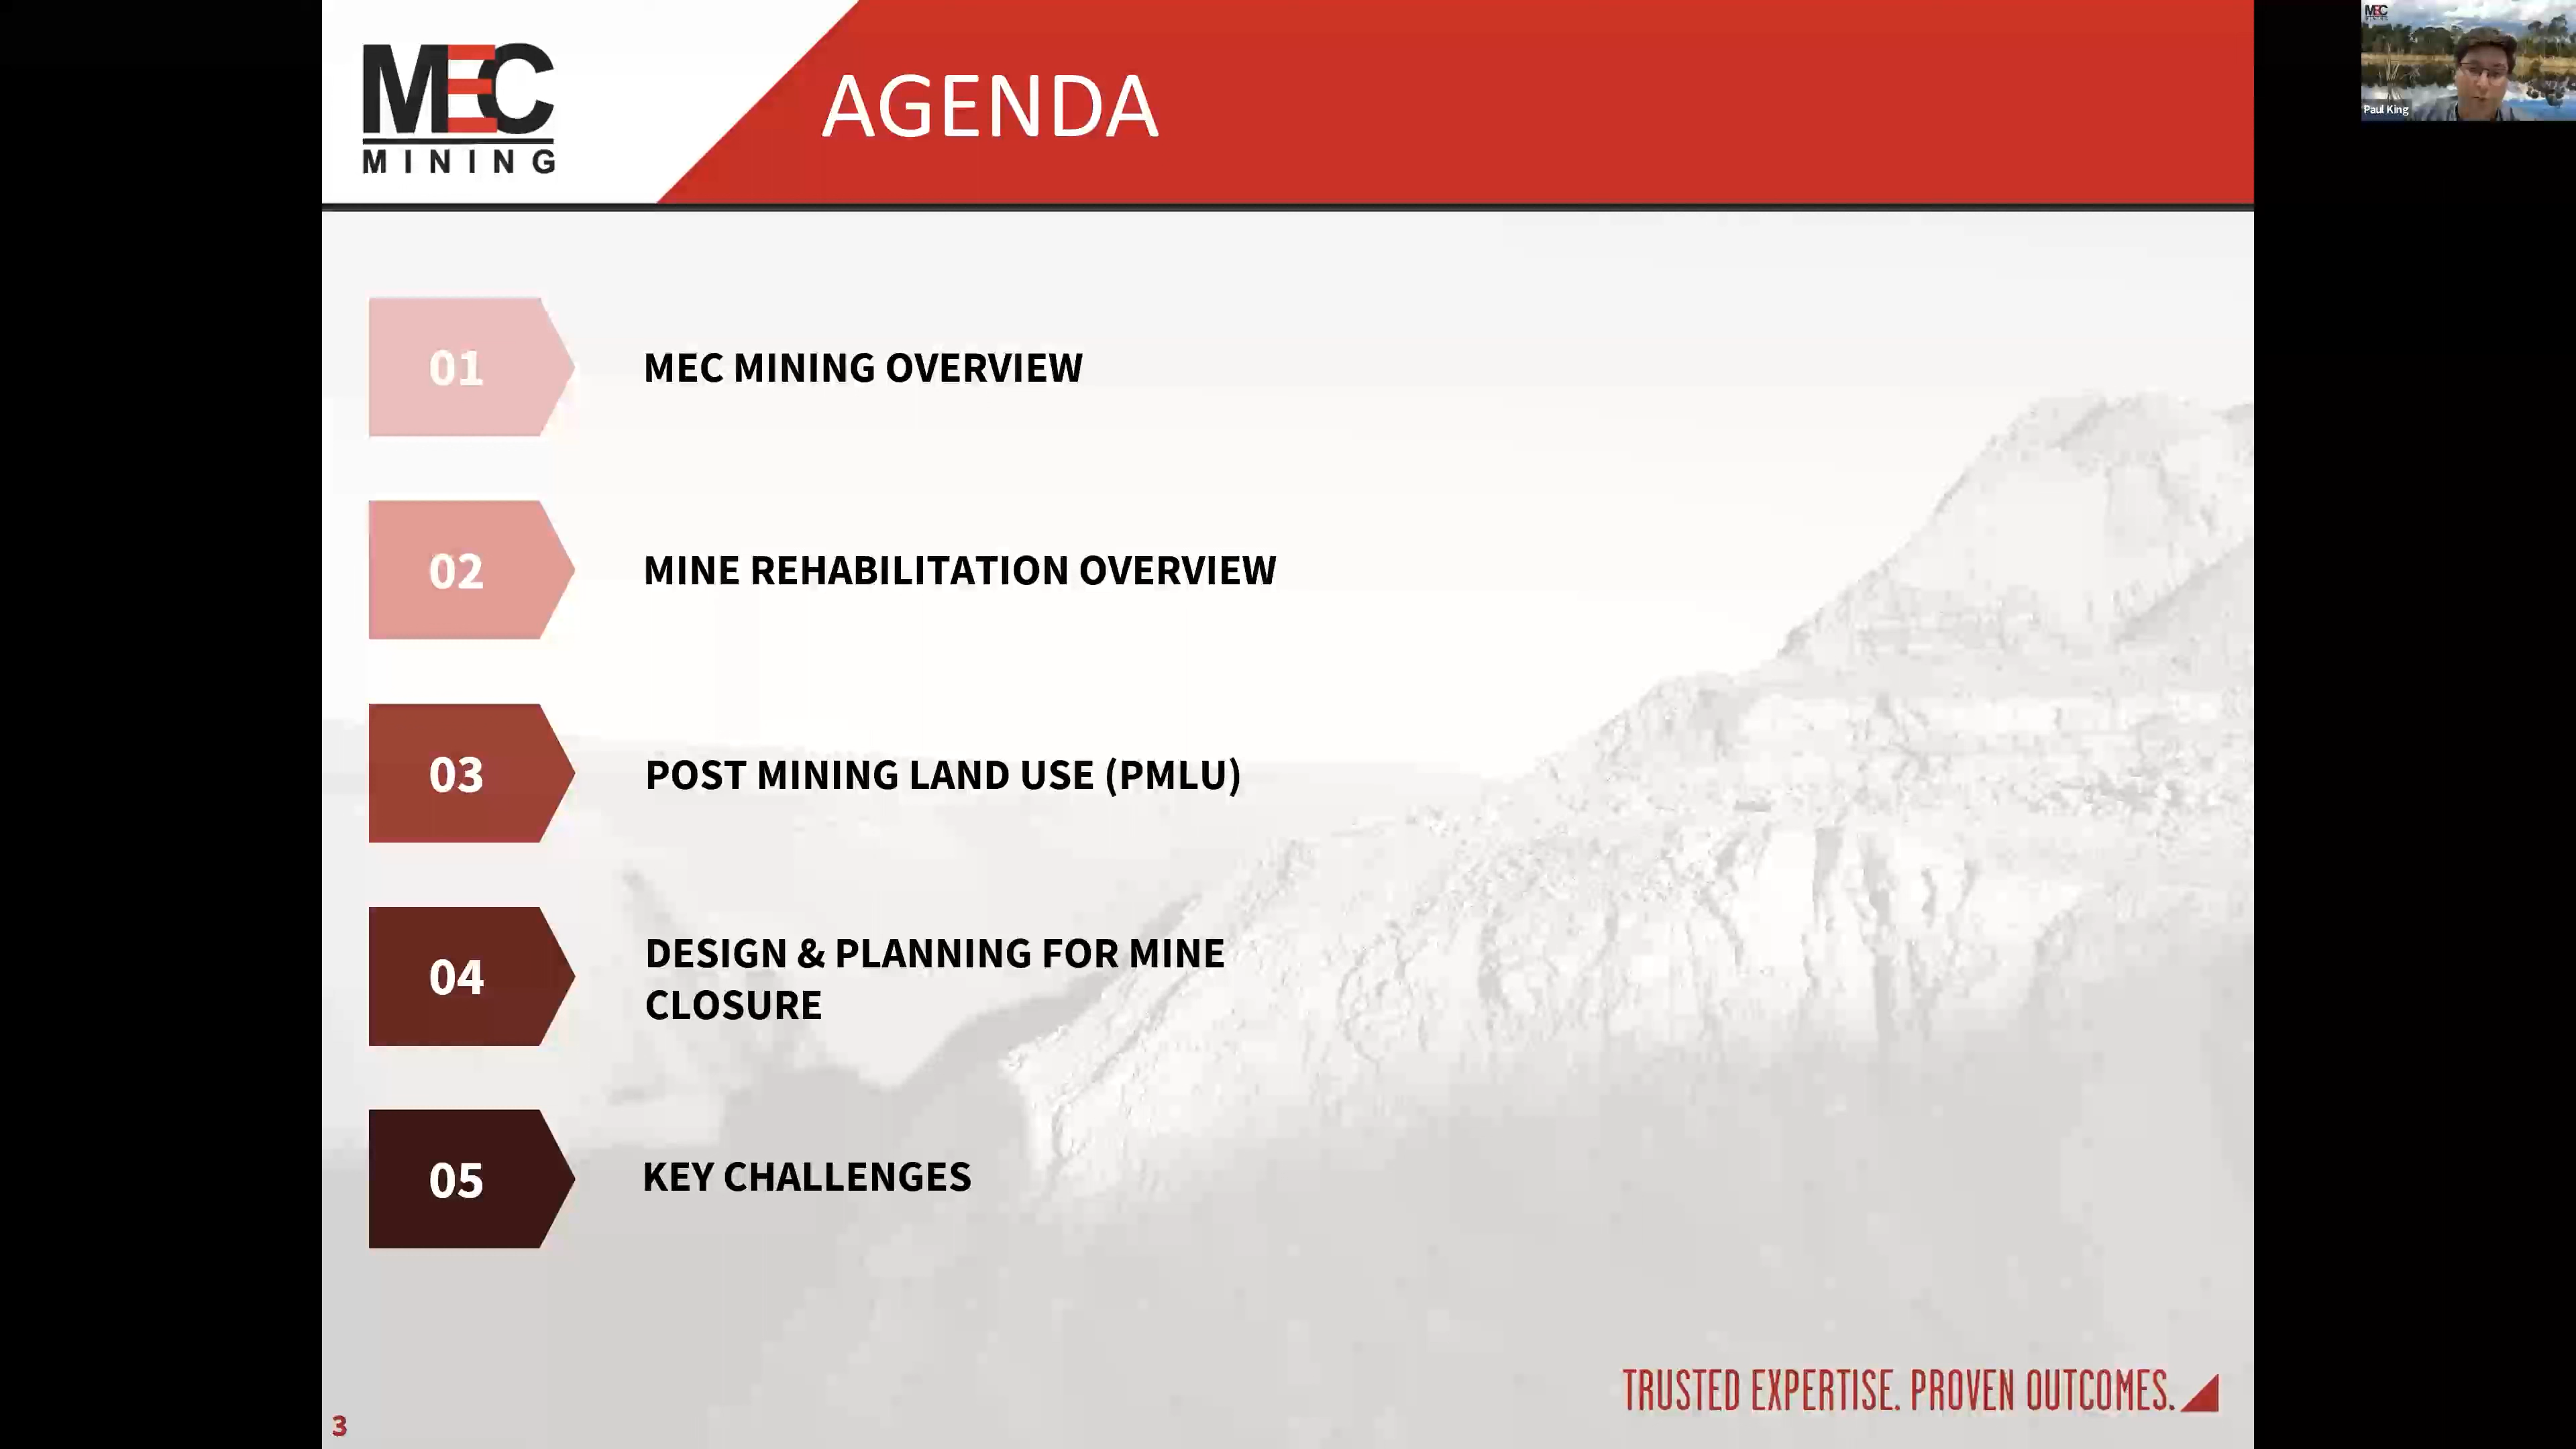 MEC
MINING
AGENDA
MEC
Paul King
01
MEC MINING OVERVIEW
02
MINE REHABILITATION OVERVIEW
03
POST MINING LAND USE (PMLU)
04
DESIGN & PLANNING FOR MINE
CLOSURE
05
KEY CHALLENGES
TRUSTED EXPERTISE. PROVEN OUTCOMES.
3